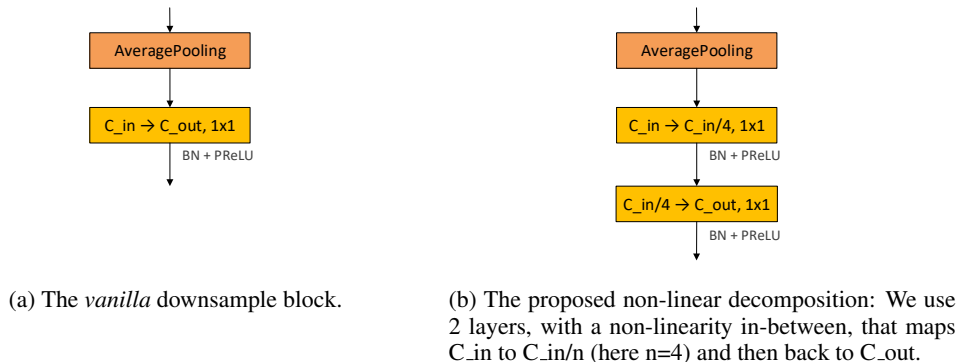 AveragePooling
C_in → C_out, 1x1
BN + PReLU
(a) The vanilla downsample block.
AveragePooling
C_in → C_in/4, 1x1
BN + PReLU
C_in/4 → C_out, 1x1
BN + PReLU
(b) The proposed non-linear decomposition: We use
2 layers, with a non-linearity in-between, that maps
C_in to C_in/n (here n=4) and then back to C_out.